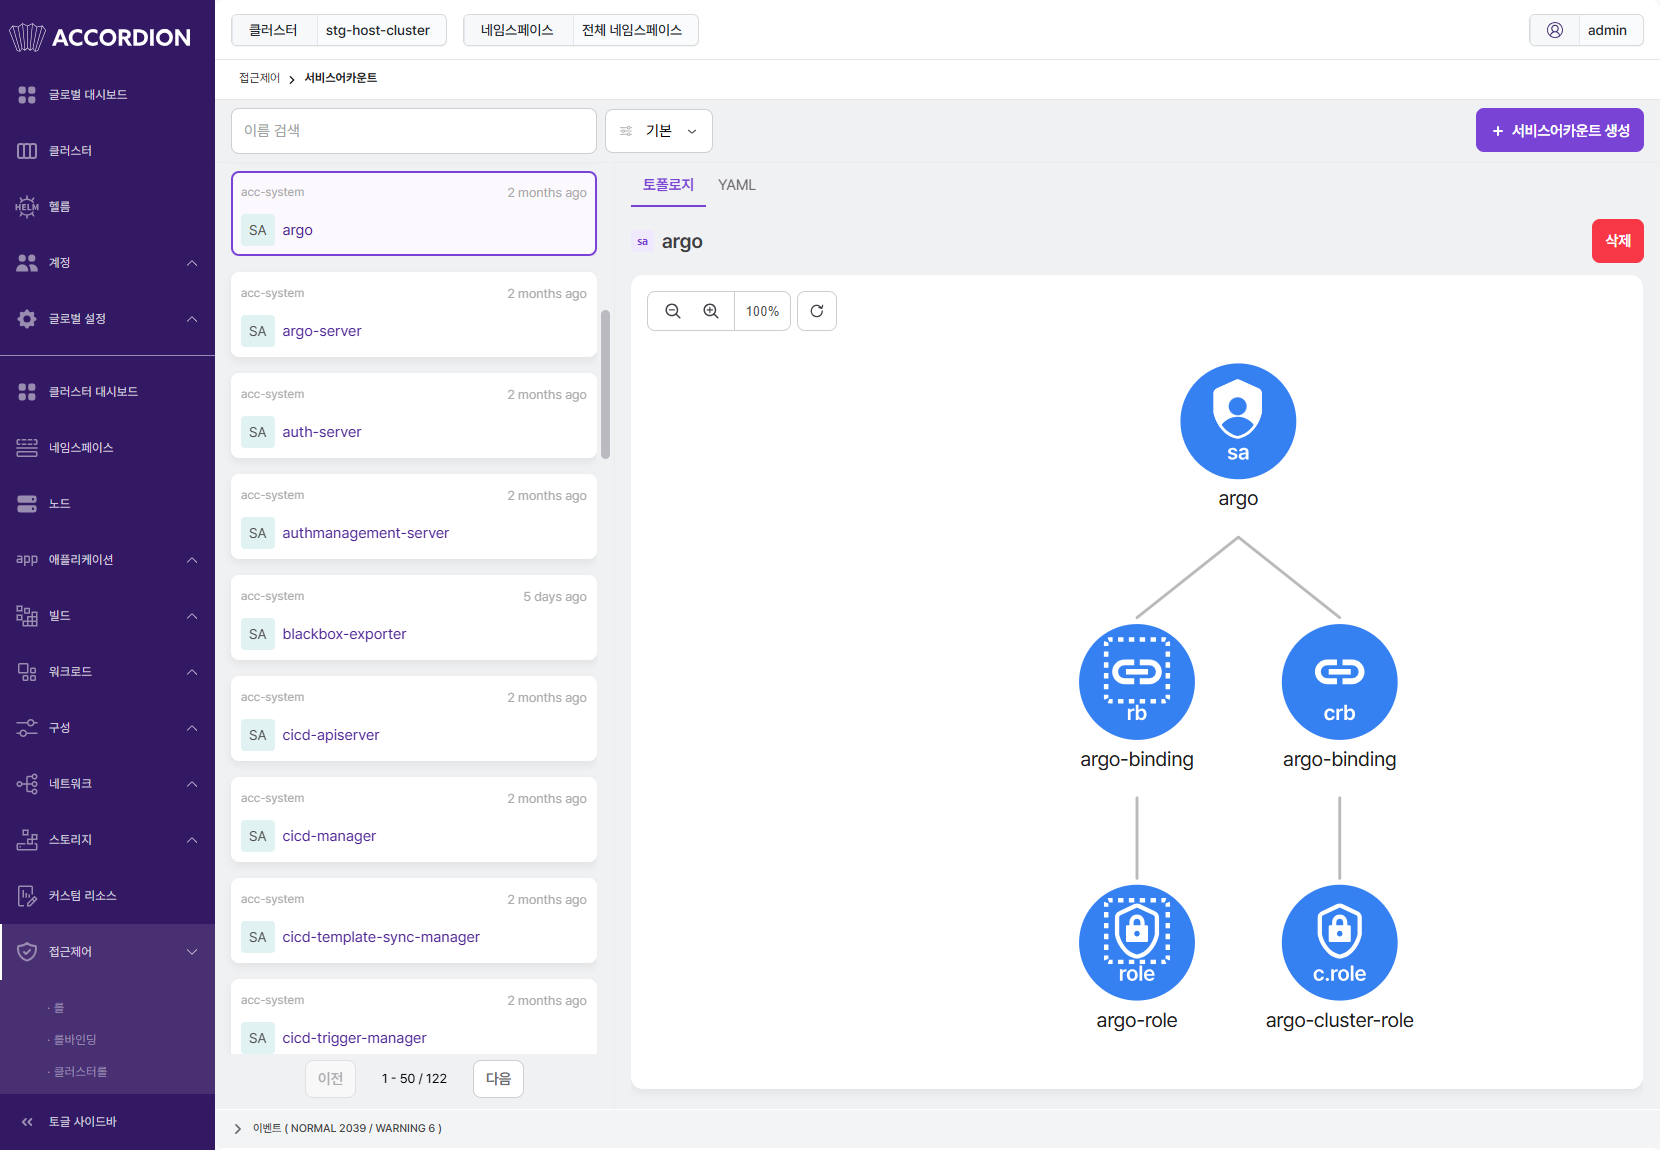 ACCORDION
글로벌 대시보드
클러스터
HELM 헬름
계정
글로벌 설정
클러스터 대시보드
네임스페이스
노드
app 애플리케이션
빌드
워크로드
구성
네트워크
스토리지
커스텀 리소스
접근제어
· 롤
· 롤바인딩
· 클러스터롤
토글 사이드바
클러스터 stg-host-cluster 네임스페이스 전체 네임스페이스 admin
접근제어 서비스어카운트
이름 검색 기본 + 서비스어카운트 생성
acc-system 2 months ago
SA argo
acc-system 2 months ago
SA argo-server
acc-system 2 months ago
SA auth-server
acc-system 2 months ago
SA authmanagement-server
acc-system 5 days ago
SA blackbox-exporter
acc-system 2 months ago
SA cicd-apiserver
acc-system 2 months ago
SA cicd-manager
acc-system 2 months ago
SA cicd-template-sync-manager
acc-system 2 months ago
SA cicd-trigger-manager
이전 1 - 50 / 122 다음
토폴로지 YAML
sa argo 삭제
100%
sa
argo
rb crb
argo-binding argo-binding
role c.role
argo-role argo-cluster-role
이벤트 ( NORMAL 2039 / WARNING 6 )